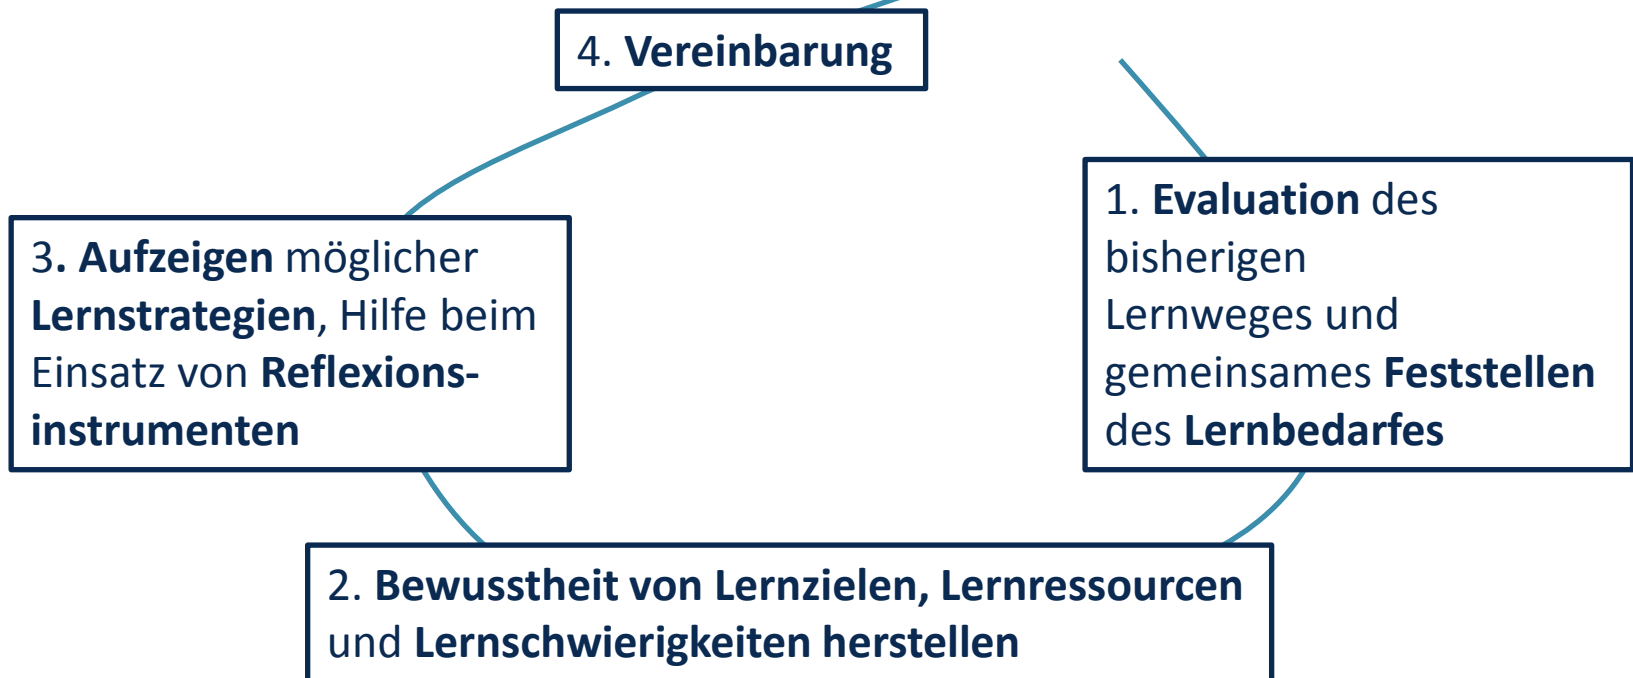 4. Vereinbarung
1. Evaluation des
bisherigen
Lernweges und
gemeinsames Feststellen
des Lernbedarfes
3. Aufzeigen möglicher
Lernstrategien, Hilfe beim
Einsatz von Reflexions-
instrumenten
2. Bewusstheit von Lernzielen, Lernressourcen
und Lernschwierigkeiten herstellen